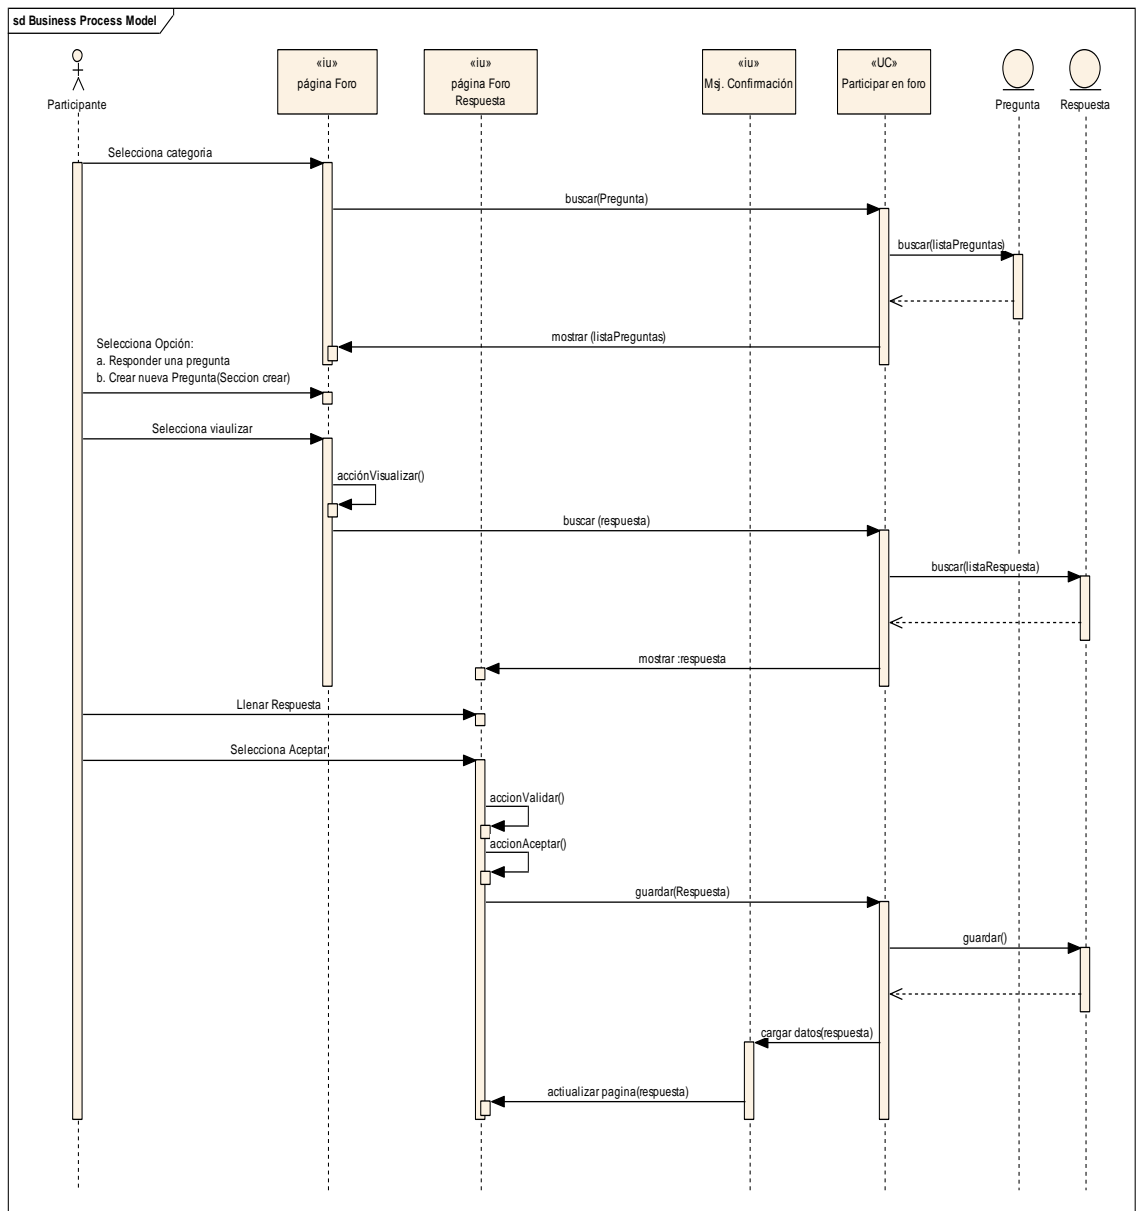 sd Business Process Model
«iu»
página Foro
«iu»
página Foro
Respuesta
«iu»
Msj. Confirmación
«UC»
Participar en foro
Participante
Pregunta
Respuesta
Selecciona categoria
buscar(Pregunta)
buscar(listaPreguntas)
mostrar (listaPreguntas)
Selecciona Opción:
a. Responder una pregunta
b. Crear nueva Pregunta(Seccion crear)
Selecciona viaulizar
acciónVisualizar()
buscar (respuesta)
buscar(listaRespuesta)
mostrar :respuesta
Llenar Respuesta
Selecciona Aceptar
accionValidar()
accionAceptar()
guardar(Respuesta)
guardar()
cargar datos(respuesta)
actiualizar pagina(respuesta)